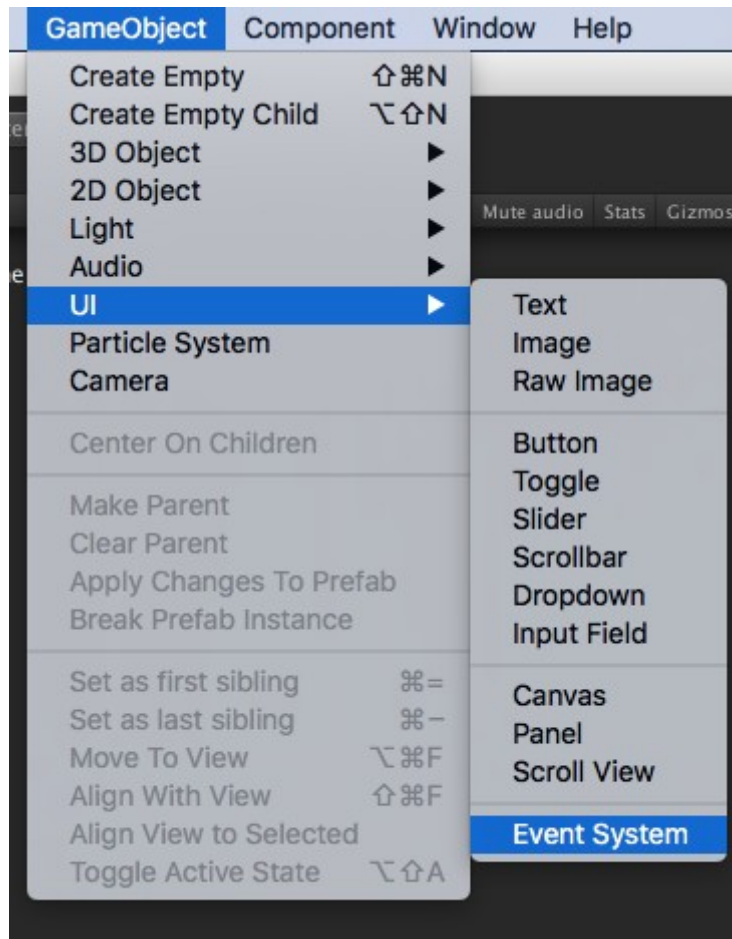 GameObject Component Window Help
Create Empty ⇧⌘N
Create Empty Child ⌥⇧N
3D Object ▶
2D Object ▶
Light ▶
Audio ▶
UI ▶
Particle System
Camera
Center On Children
Make Parent
Clear Parent
Apply Changes To Prefab
Break Prefab Instance
Set as first sibling ⌘=
Set as last sibling ⌘−
Move To View ⌥⌘F
Align With View ⇧⌘F
Align View to Selected
Toggle Active State ⌥⇧A
Mute audio Stats Gizmos
Text
Image
Raw Image
Button
Toggle
Slider
Scrollbar
Dropdown
Input Field
Canvas
Panel
Scroll View
Event System